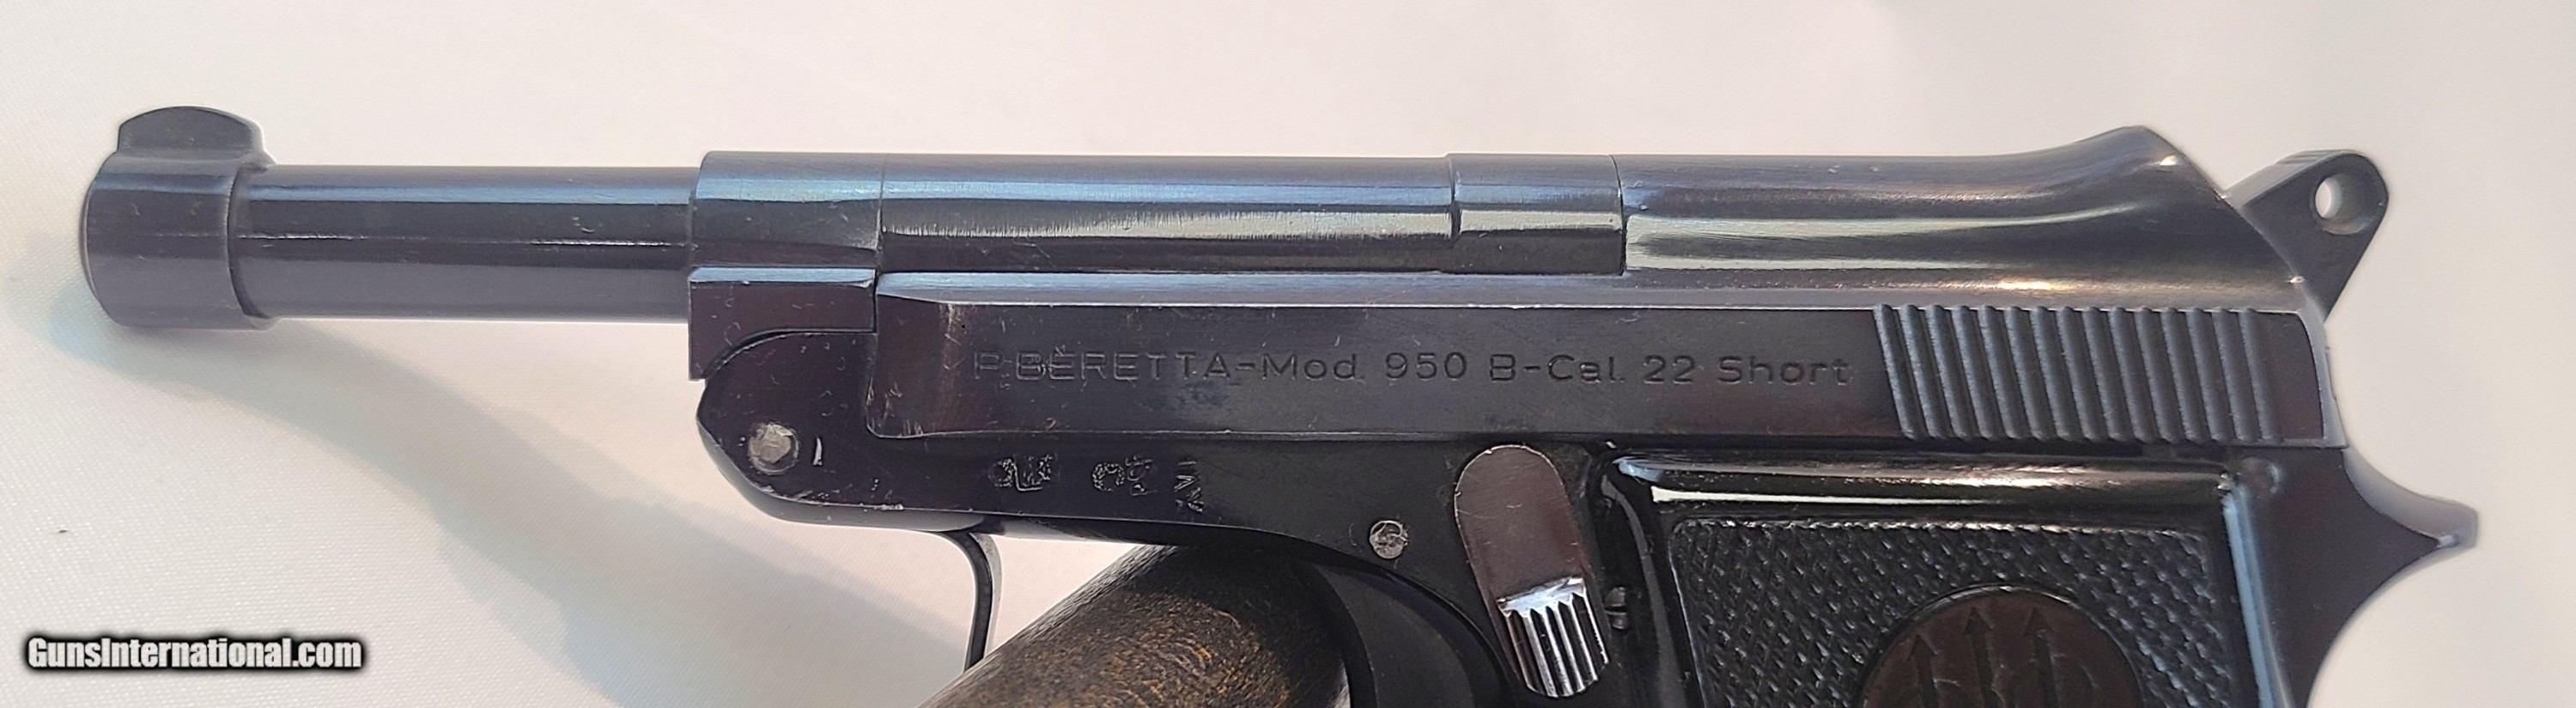 P. BERETTA-Mod. 950 B-Cal. 22 Short
GunsInternational.com